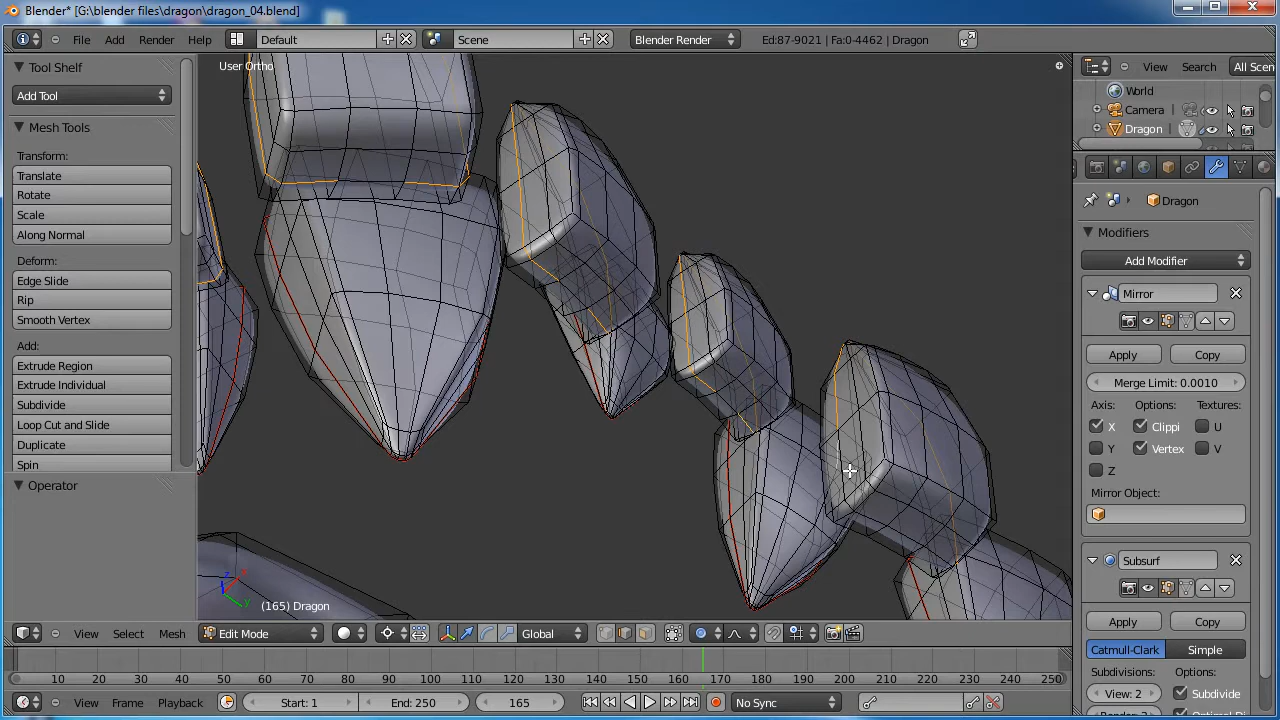 Blender* [G:\blender files\dragon\dragon_04.blend]
File Add Render Help Default Scene Blender Render Ed:87-9021 | Fa:0-4462 | Dragon
Tool Shelf
Add Tool
Mesh Tools
Transform:
Translate
Rotate
Scale
Along Normal
Deform:
Edge Slide
Rip
Smooth Vertex
Add:
Extrude Region
Extrude Individual
Subdivide
Loop Cut and Slide
Duplicate
Spin
Operator
User Ortho
z
x
y
(165) Dragon
View Search All Scen
World
Camera
Dragon
Dragon
Modifiers
Add Modifier
Mirror
Apply Copy
Merge Limit: 0.0010
Axis: Options: Textures:
X Clippi U
Y Vertex V
Z
Mirror Object:
Subsurf
Apply Copy
Catmull-Clark Simple
Subdivisions: Options:
View: 2 Subdivide
View Select Mesh Edit Mode Global
10 20 30 40 50 60 70 80 90 100 110 120 130 140 150 160 170 180 190 200 210 220 230 240 250
View Frame Playback Start: 1 End: 250 165 No Sync